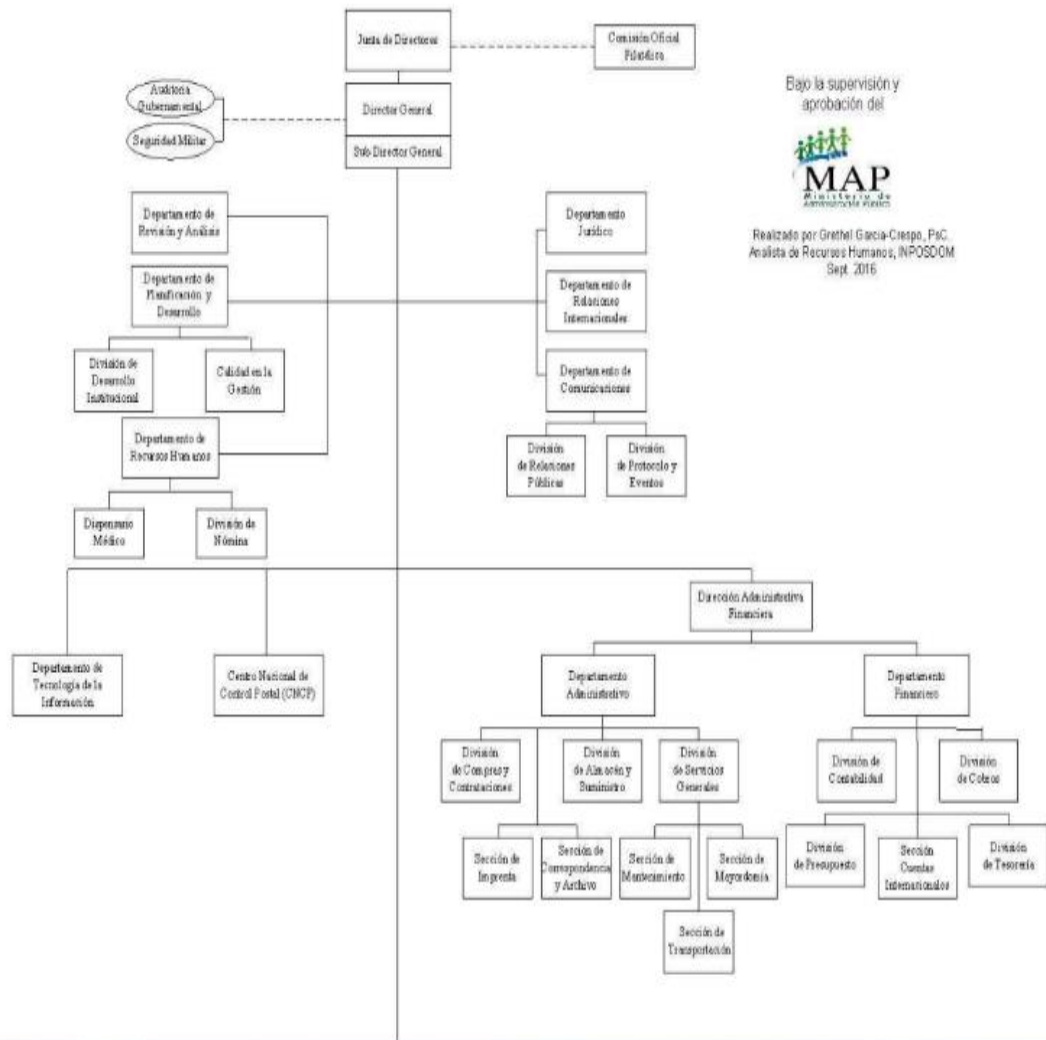 Junta de Directores
Comisión Oficial
Filatélica
Auditoria
Gubernamental
Seguridad Militar
Director General
Sub Director General
Bajo la supervisión y
aprobación del
MAP
Ministerio de
Administración Pública
Realizado por Grethel García-Crespo, PsC.
Analista de Recursos Humanos, INPOSDOM
Sept. 2016
Departamento de
Revisión y Análisis
Departamento
Jurídico
Departamento de
Planificación y
Desarrollo
Departamento de
Relaciones
Internacionales
División de
Desarrollo
Institucional
Calidad en la
Gestión
Departamento de
Comunicaciones
Departamento de
Recursos Humanos
División
de Relaciones
Públicas
División
de Protocolo y
Eventos
Dispensario
Médico
División de
Nómina
Dirección Administrativa
Financiera
Departamento de
Tecnología de la
Información
Centro Nacional de
Control Postal (CNCP)
Departamento
Administrativo
Departamento
Financiero
División
de Compras y
Contrataciones
División
de Almacén y
Suministro
División
de Servicios
Generales
División de
Contabilidad
División
de Cobros
Sección de
Imprenta
Sección de
Correspondencia
y Archivo
Sección de
Mantenimiento
Sección de
Mayordomía
División
de Presupuesto
Sección
Cuentas
Internacionales
División
de Tesorería
Sección de
Transportación